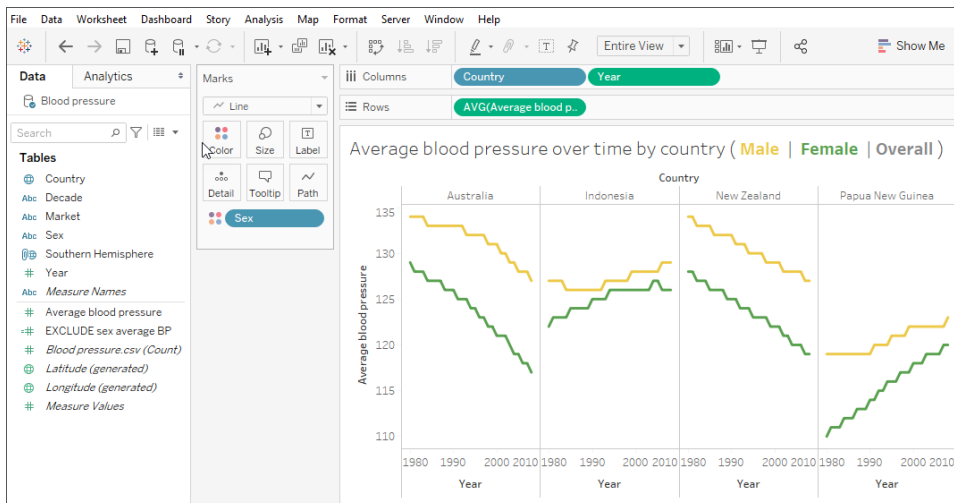 File Data Worksheet Dashboard Story Analysis Map Format Server Window Help
Entire View
Show Me
Data Analytics
Blood pressure
Search
Tables
Country
Abc Decade
Abc Market
Abc Sex
Southern Hemisphere
Year
Abc Measure Names
Average blood pressure
EXCLUDE sex average BP
Blood pressure.csv (Count)
Latitude (generated)
Longitude (generated)
Measure Values
Marks
Line
Color Size Label
Detail Tooltip Path
Sex
Columns Country Year
Rows AVG(Average blood p..
Average blood pressure over time by country ( Male | Female | Overall )
Country
Australia Indonesia New Zealand Papua New Guinea
Average blood pressure
135
130
125
120
115
110
1980 1990 2000 2010 1980 1990 2000 2010 1980 1990 2000 2010 1980 1990 2000 2010
Year Year Year Year